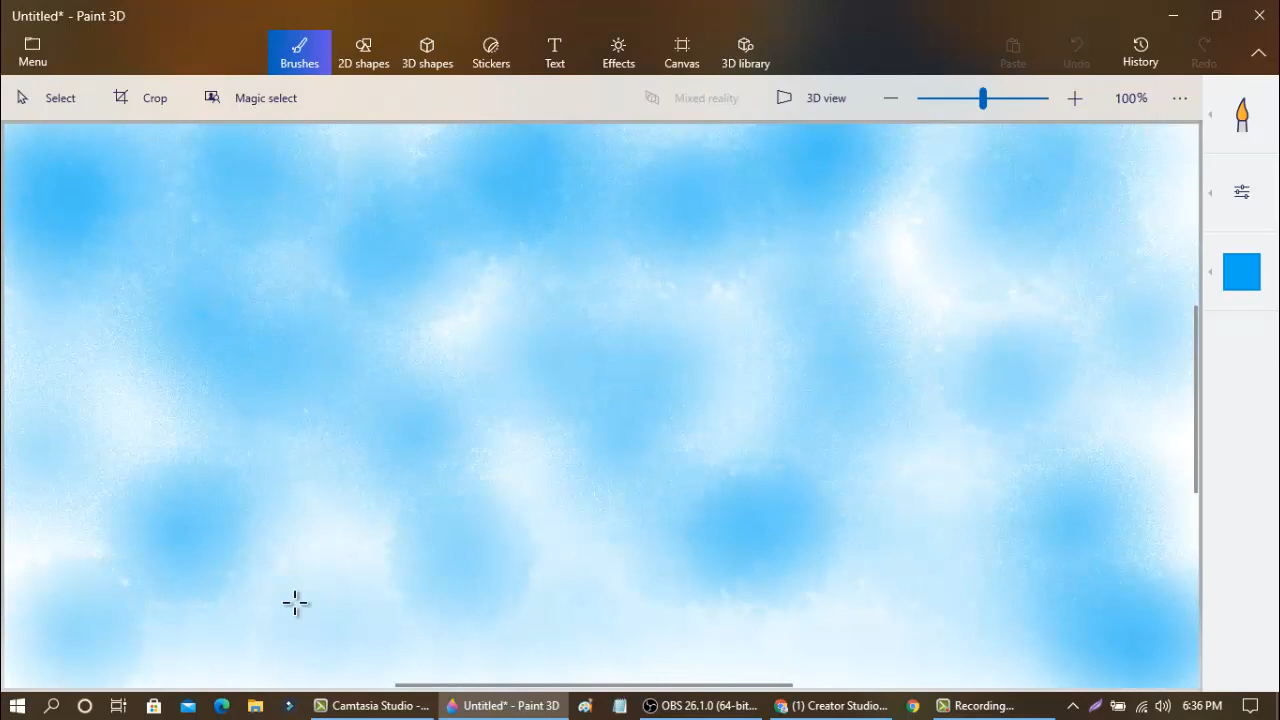 Untitled* - Paint 3D
Menu
Brushes
2D shapes
3D shapes
Stickers
Text
Effects
Canvas
3D library
Paste
Undo
History
Redo
Select
Crop
Magic select
Mixed reality
3D view
100%
Camtasia Studio -...
Untitled* - Paint 3D
OBS 26.1.0 (64-bit...
(1) Creator Studio...
Recording...
6:36 PM